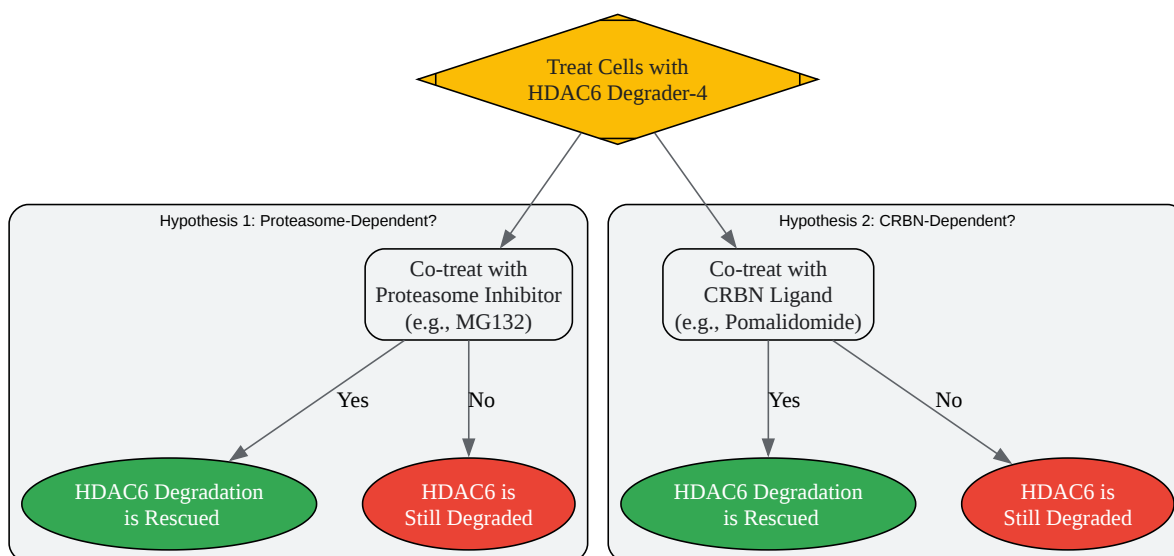 Treat Cells with
HDAC6 Degrader-4
Hypothesis 1: Proteasome-Dependent?
Co-treat with
Proteasome Inhibitor
(e.g., MG132)
Yes
No
HDAC6 Degradation
is Rescued
HDAC6 is
Still Degraded
Hypothesis 2: CRBN-Dependent?
Co-treat with
CRBN Ligand
(e.g., Pomalidomide)
Yes
No
HDAC6 Degradation
is Rescued
HDAC6 is
Still Degraded